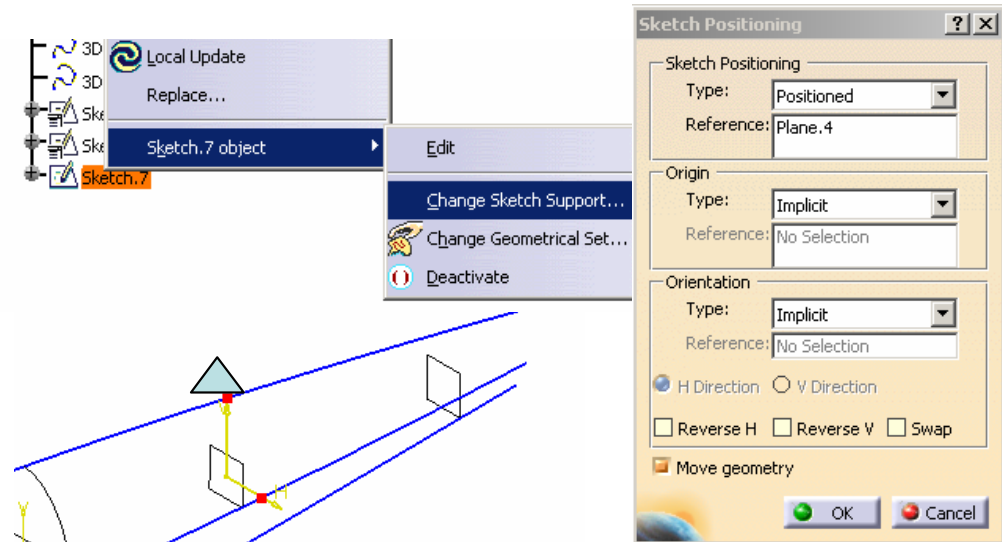 3D
Local Update
3D
Replace...
Ske
Ske
Sketch.7 object
Edit
Sketch.7
Change Sketch Support...
Change Geometrical Set...
Deactivate
V
H
Y
Sketch Positioning
Sketch Positioning
Type: Positioned
Reference: Plane.4
Origin
Type: Implicit
Reference: No Selection
Orientation
Type: Implicit
Reference: No Selection
H Direction V Direction
Reverse H Reverse V Swap
Move geometry
OK Cancel